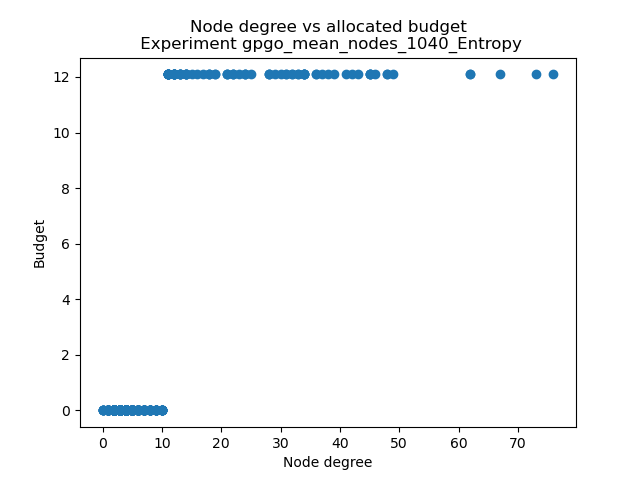 Node degree vs allocated budget
Experiment gpgo_mean_nodes_1040_Entropy
12
10
8
6
4
2
0
Budget
0 10 20 30 40 50 60 70
Node degree